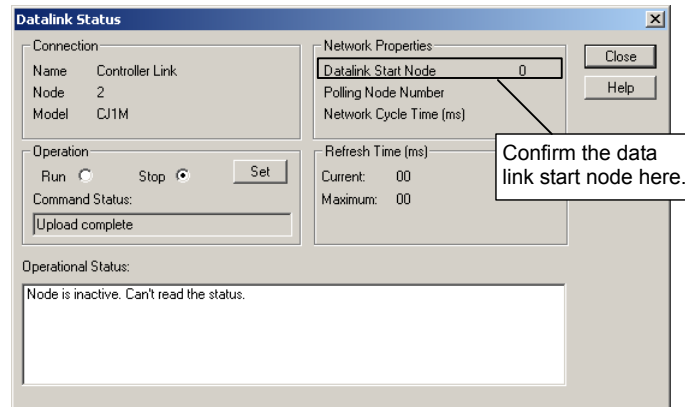 Datalink Status
Connection
Name Controller Link
Node 2
Model CJ1M
Network Properties
Datalink Start Node 0
Polling Node Number
Network Cycle Time (ms)
Close
Help
Confirm the data
link start node here.
Operation
Run Stop Set
Command Status:
Upload complete
Refresh Time (ms)
Current: 00
Maximum: 00
Operational Status:
Node is inactive. Can't read the status.